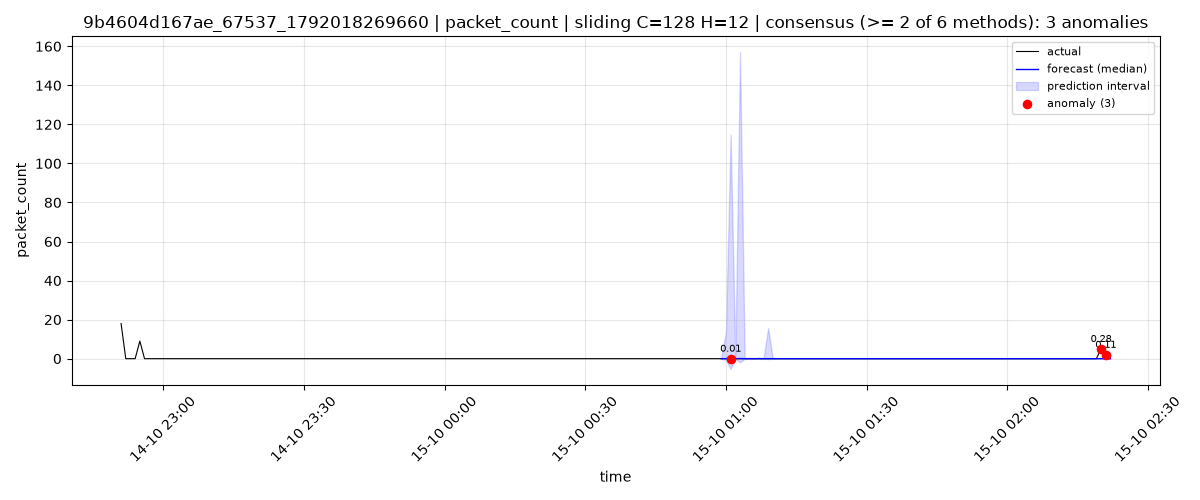 9b4604d167ae_67537_1792018269660 | packet_count | sliding C=128 H=12 | consensus (>= 2 of 6 methods): 3 anomalies
160
140
120
100
80
60
40
20
0
packet_count
actual
forecast (median)
prediction interval
anomaly (3)
0.01
0.28
0.11
14-10 23:00
14-10 23:30
15-10 00:00
15-10 00:30
15-10 01:00
15-10 01:30
15-10 02:00
15-10 02:30
time